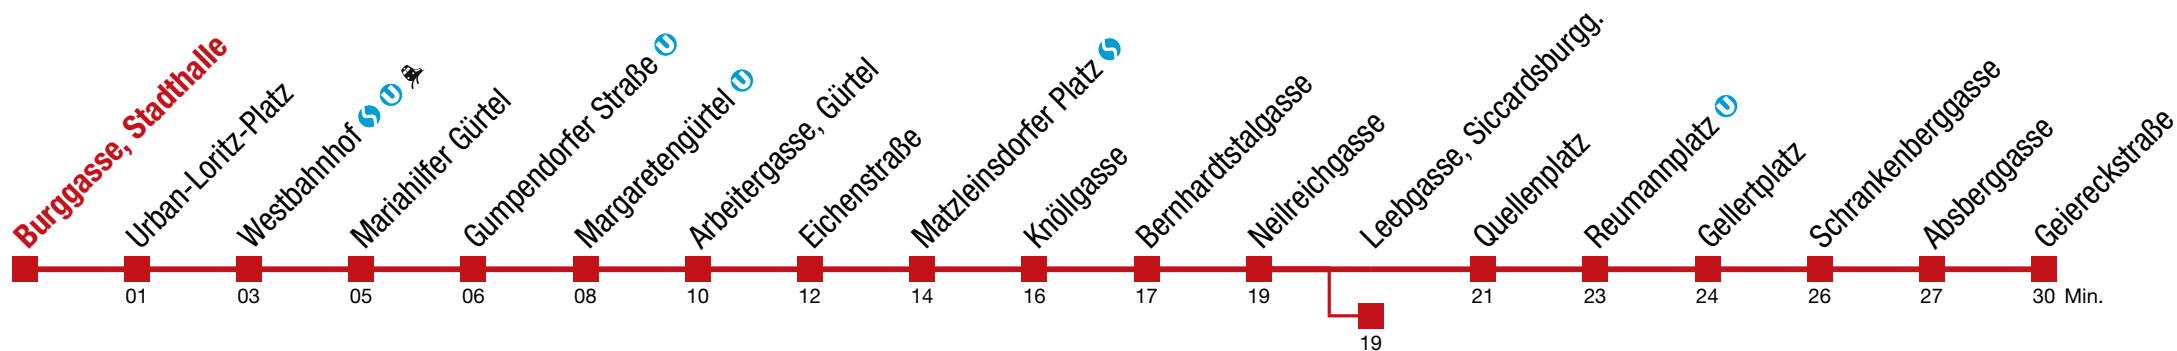 Burggasse, Stadthalle
Urban-Loritz-Platz
Westbahnhof S U
Mariahilfer Gürtel
Gumpendorfer Straße U
Margaretengürtel U
Arbeitergasse, Gürtel
Eichenstraße
Matzleinsdorfer Platz S
Knöllgasse
Bernhardtstalgasse
Neilreichgasse
Leebgasse, Siccardsburgg.
Quellenplatz
Reumannplatz U
Gellertplatz
Schrankenberggasse
Absberggasse
Geiereckstraße
01 03 05 06 08 10 12 14 16 17 19 21 23 24 26 27 30 Min.
19